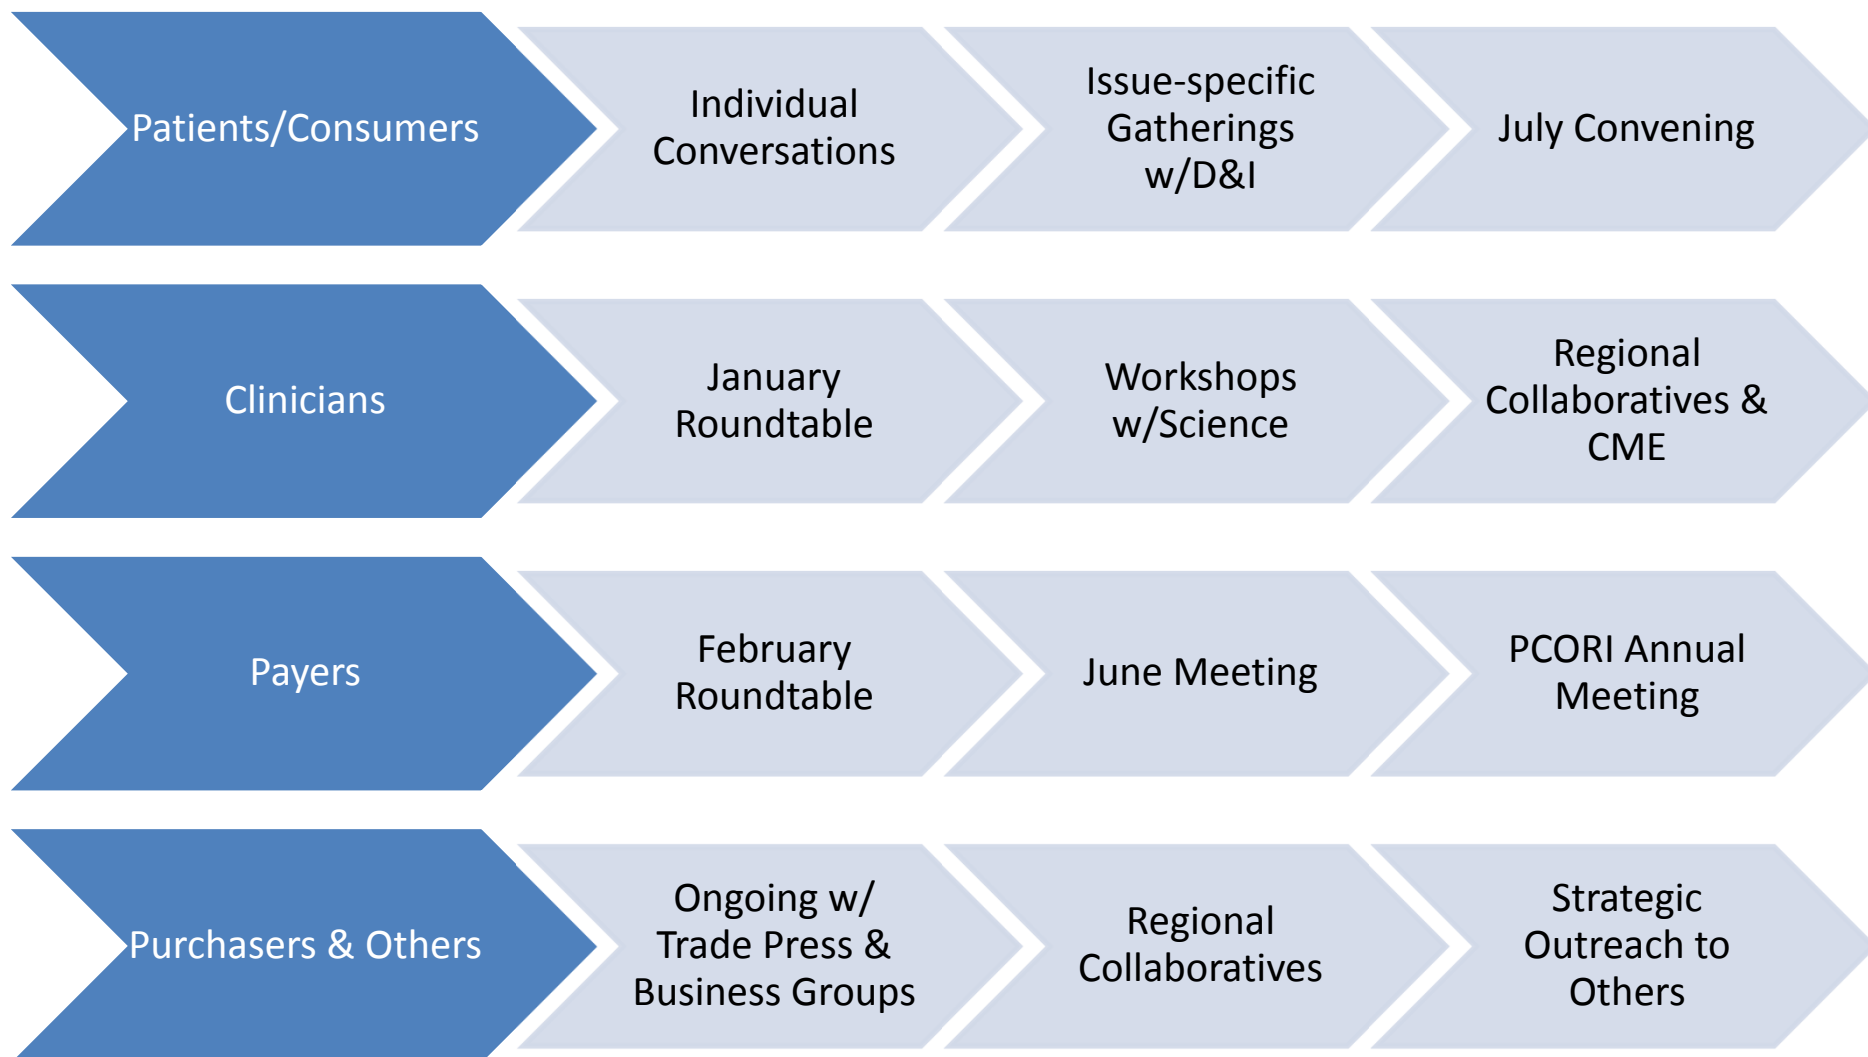 Patients/Consumers
Individual
Conversations
Issue-specific
Gatherings
w/D&I
July Convening
Clinicians
January
Roundtable
Workshops
w/Science
Regional
Collaboratives &
CME
Payers
February
Roundtable
June Meeting
PCORI Annual
Meeting
Purchasers & Others
Ongoing w/
Trade Press &
Business Groups
Regional
Collaboratives
Strategic
Outreach to
Others